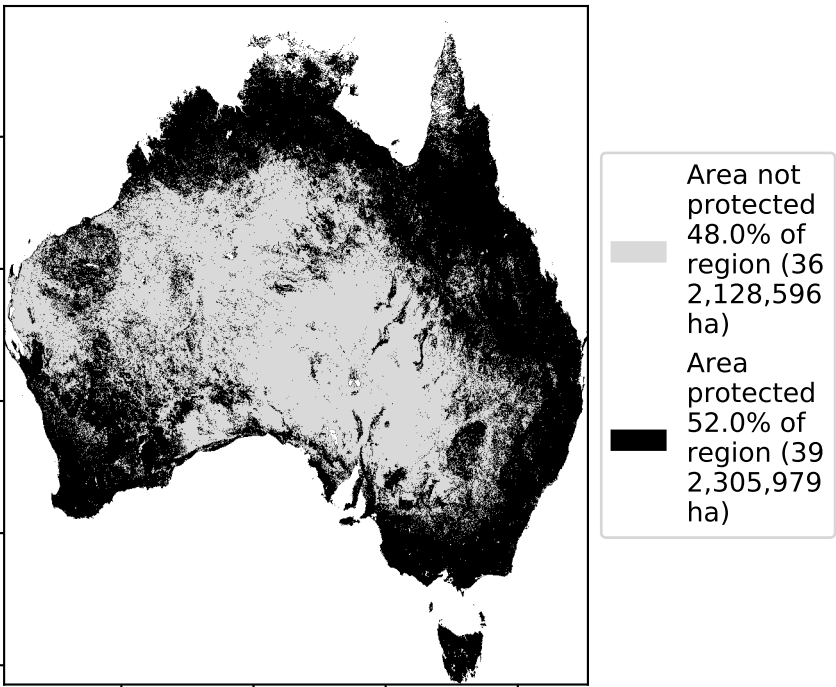 Area not
protected
48.0% of
region (36
2,128,596
ha)
Area
protected
52.0% of
region (39
2,305,979
ha)